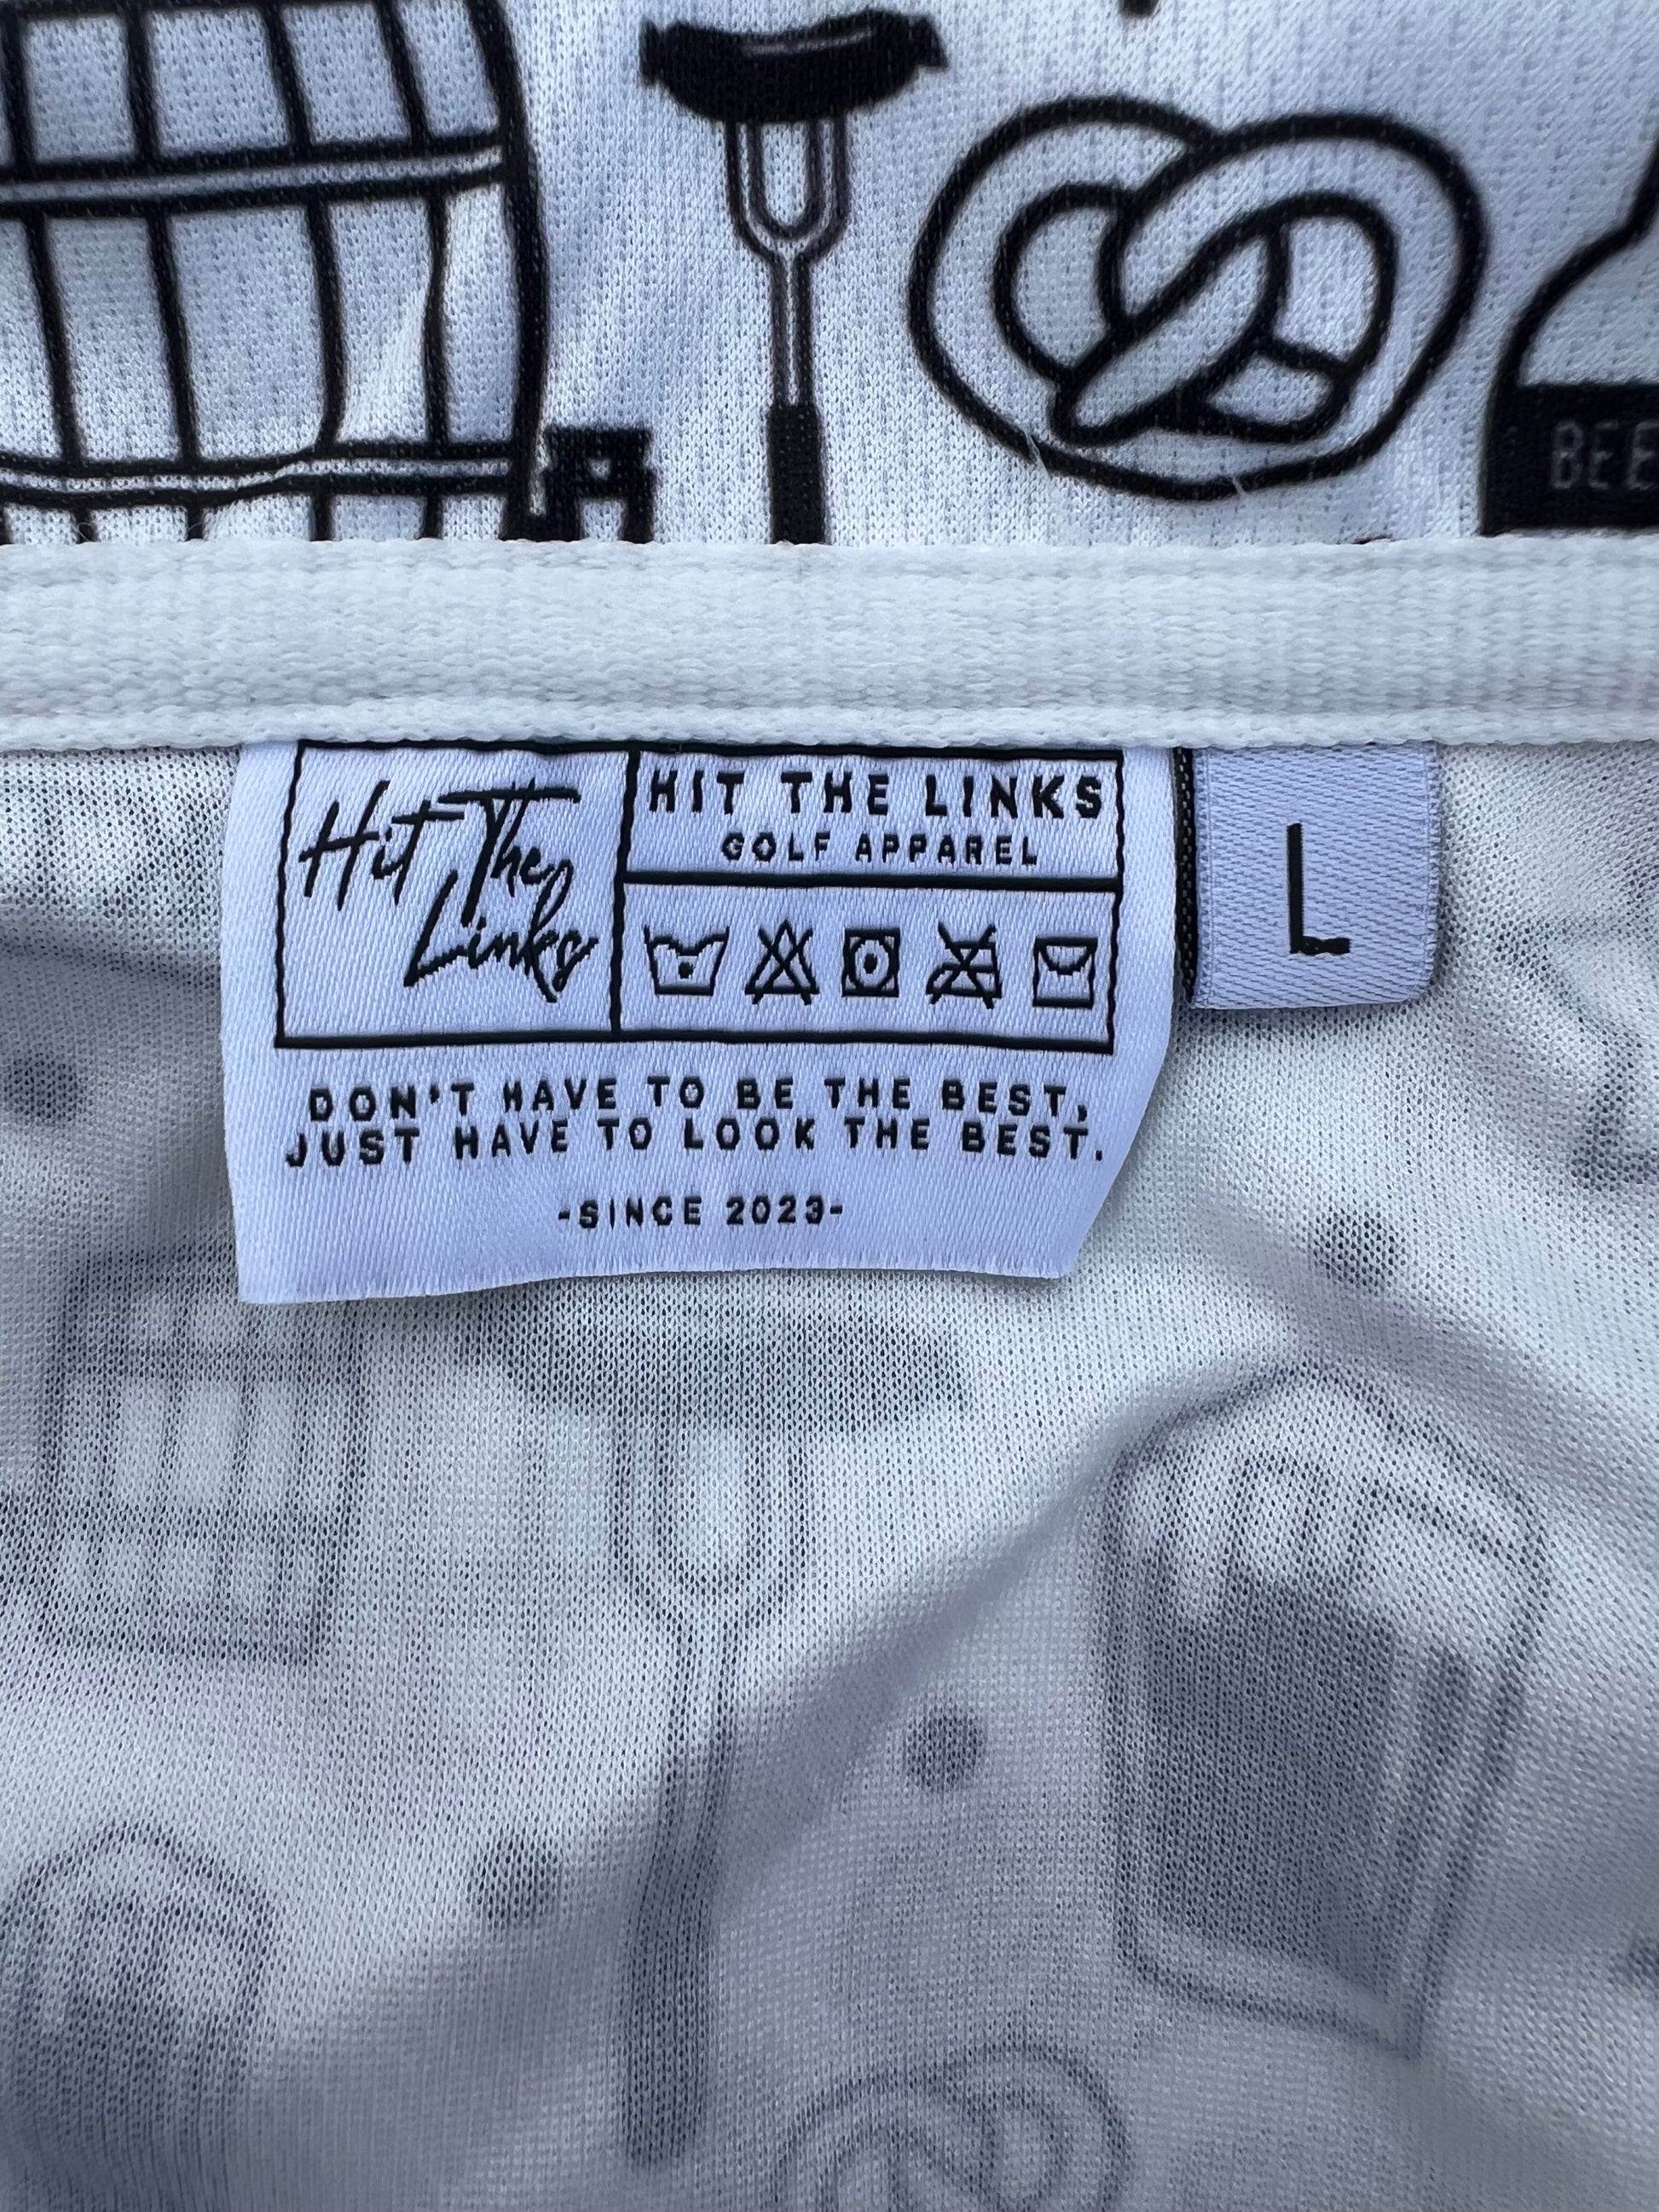 BEE
Hit The
Links
HIT THE LINKS
GOLF APPAREL
L
DON'T HAVE TO BE THE BEST,
JUST HAVE TO LOOK THE BEST.
-SINCE 2023-